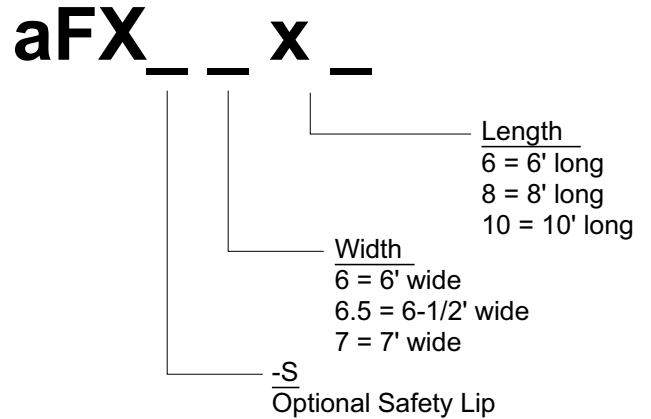 aFX_ _ x _
Length
6 = 6' long
8 = 8' long
10 = 10' long
Width
6 = 6' wide
6.5 = 6-1/2' wide
7 = 7' wide
-S
Optional Safety Lip